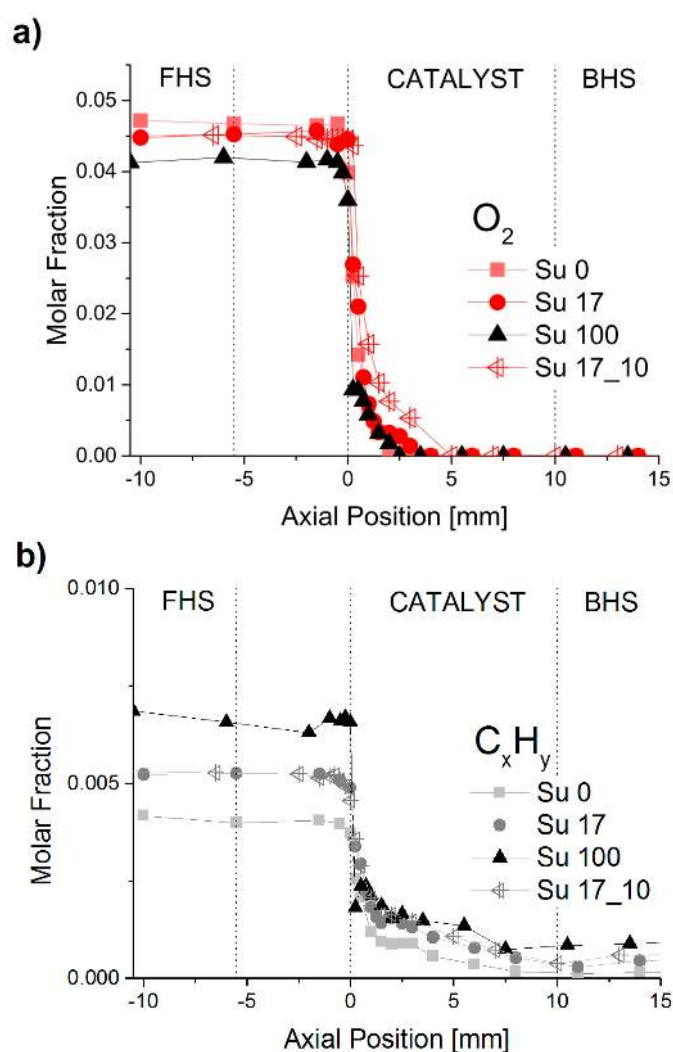 a)
FHS CATALYST BHS
0.05
0.04
0.03
0.02
0.01
0.00
Molar Fraction
O2
Su 0
Su 17
Su 100
Su 17_10
-10 -5 0 5 10 15
Axial Position [mm]
b)
0.010
FHS CATALYST BHS
0.005
0.000
Molar Fraction
CxHy
Su 0
Su 17
Su 100
Su 17_10
-10 -5 0 5 10 15
Axial Position [mm]